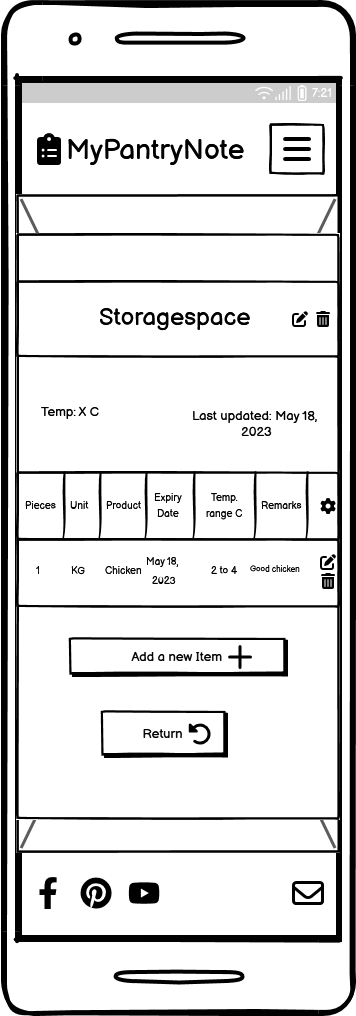 7:21
MyPantryNote
Storagespace
Temp: X C
Last updated: May 18,
2023
Pieces Unit Product Expiry Date Temp. range C Remarks
1 KG Chicken May 18, 2023 2 to 4 Good chicken
Add a new Item
Return